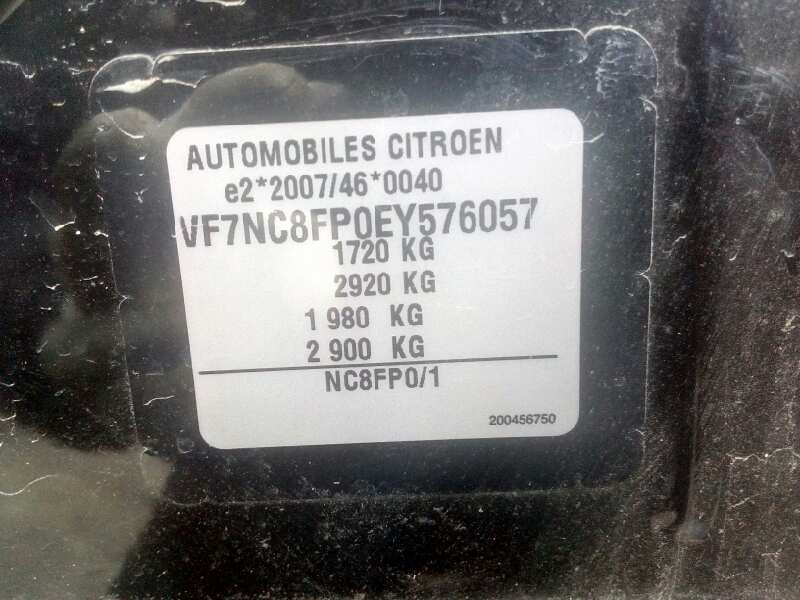 AUTOMOBILES CITROEN
e2*2007/46*0040
VF7NC8FP0EY576057
1720 KG
2920 KG
1 980 KG
2 900 KG
NC8FP0/1
200456750